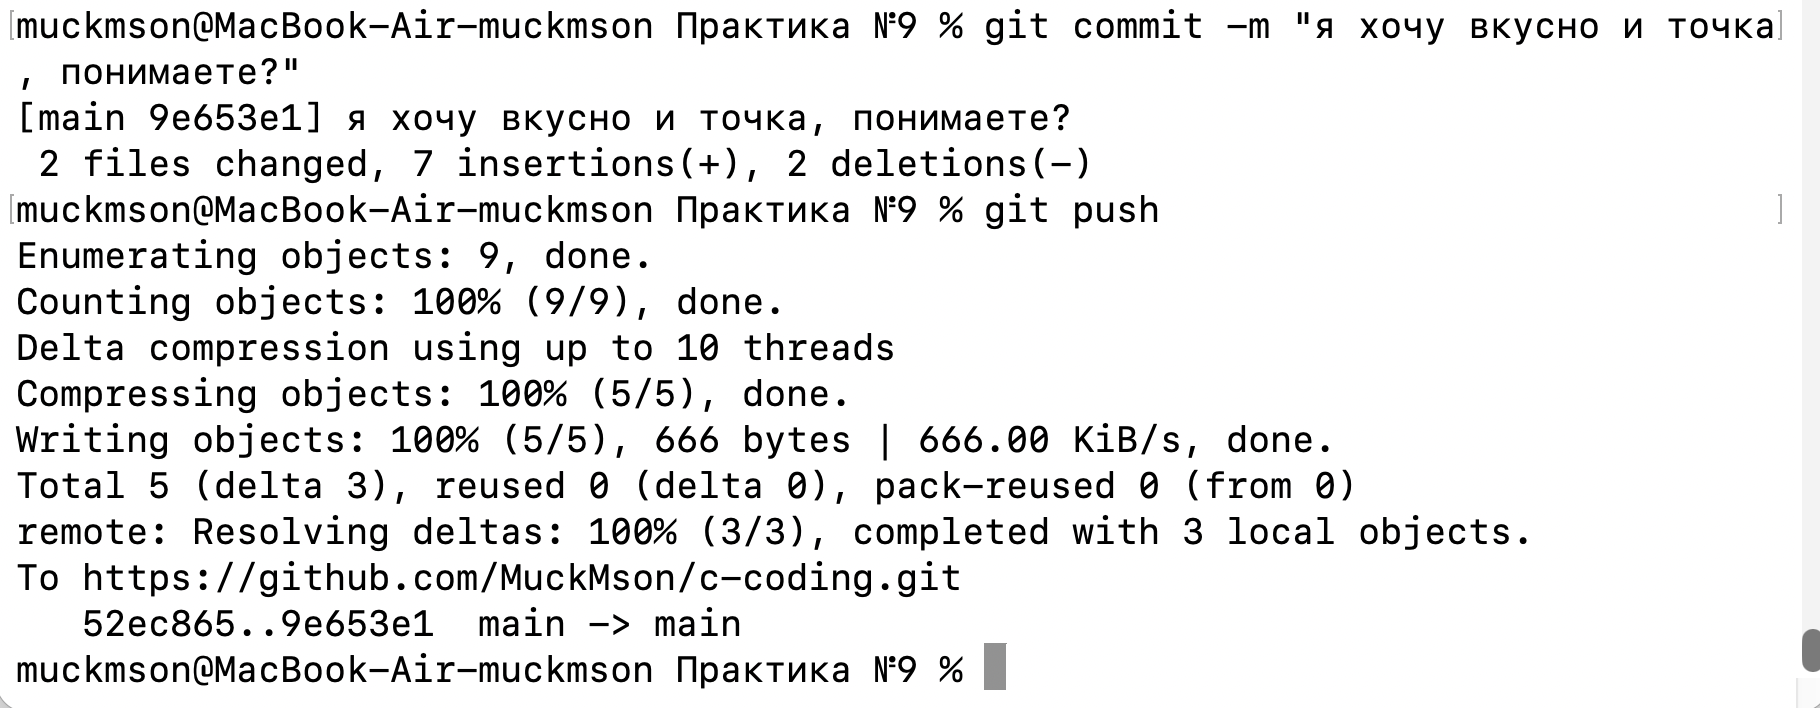 [muckmson@MacBook-Air-muckmson Практика №9 % git commit -m "я хочу вкусно и точка]
, понимаете?"
[main 9e653e1] я хочу вкусно и точка, понимаете?
 2 files changed, 7 insertions(+), 2 deletions(-)
[muckmson@MacBook-Air-muckmson Практика №9 % git push ]
Enumerating objects: 9, done.
Counting objects: 100% (9/9), done.
Delta compression using up to 10 threads
Compressing objects: 100% (5/5), done.
Writing objects: 100% (5/5), 666 bytes | 666.00 KiB/s, done.
Total 5 (delta 3), reused 0 (delta 0), pack-reused 0 (from 0)
remote: Resolving deltas: 100% (3/3), completed with 3 local objects.
To https://github.com/MuckMson/c-coding.git
   52ec865..9e653e1  main -> main
muckmson@MacBook-Air-muckmson Практика №9 %